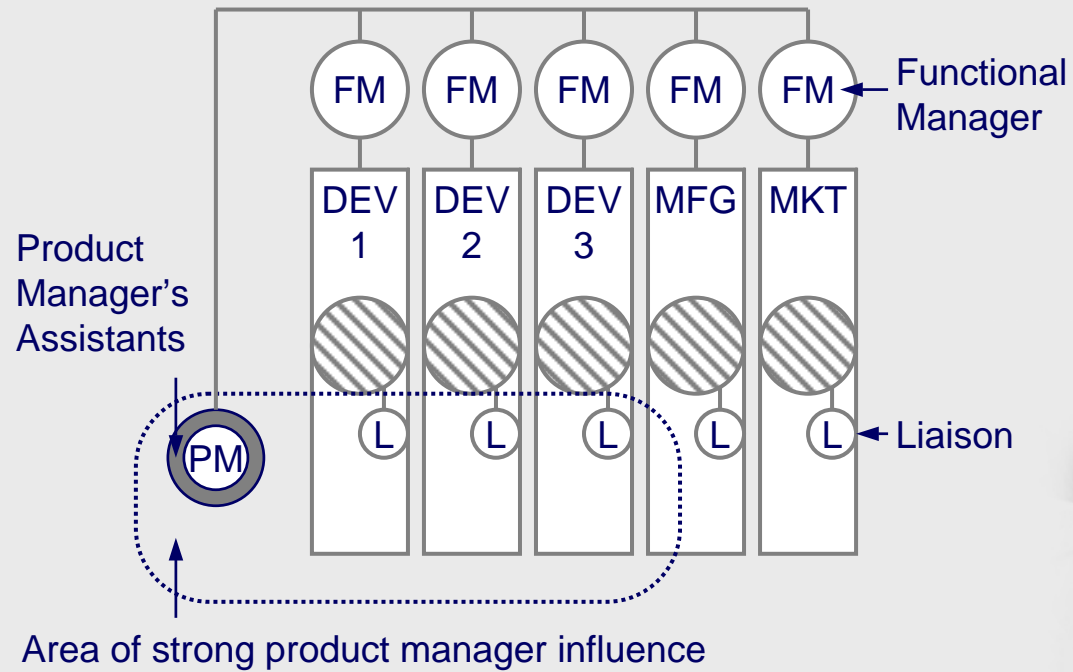 FM FM FM FM FM
Functional
Manager
DEV
1
DEV
2
DEV
3
MFG
MKT
Product
Manager’s
Assistants
L L L L L
Liaison
PM
Area of strong product manager influence